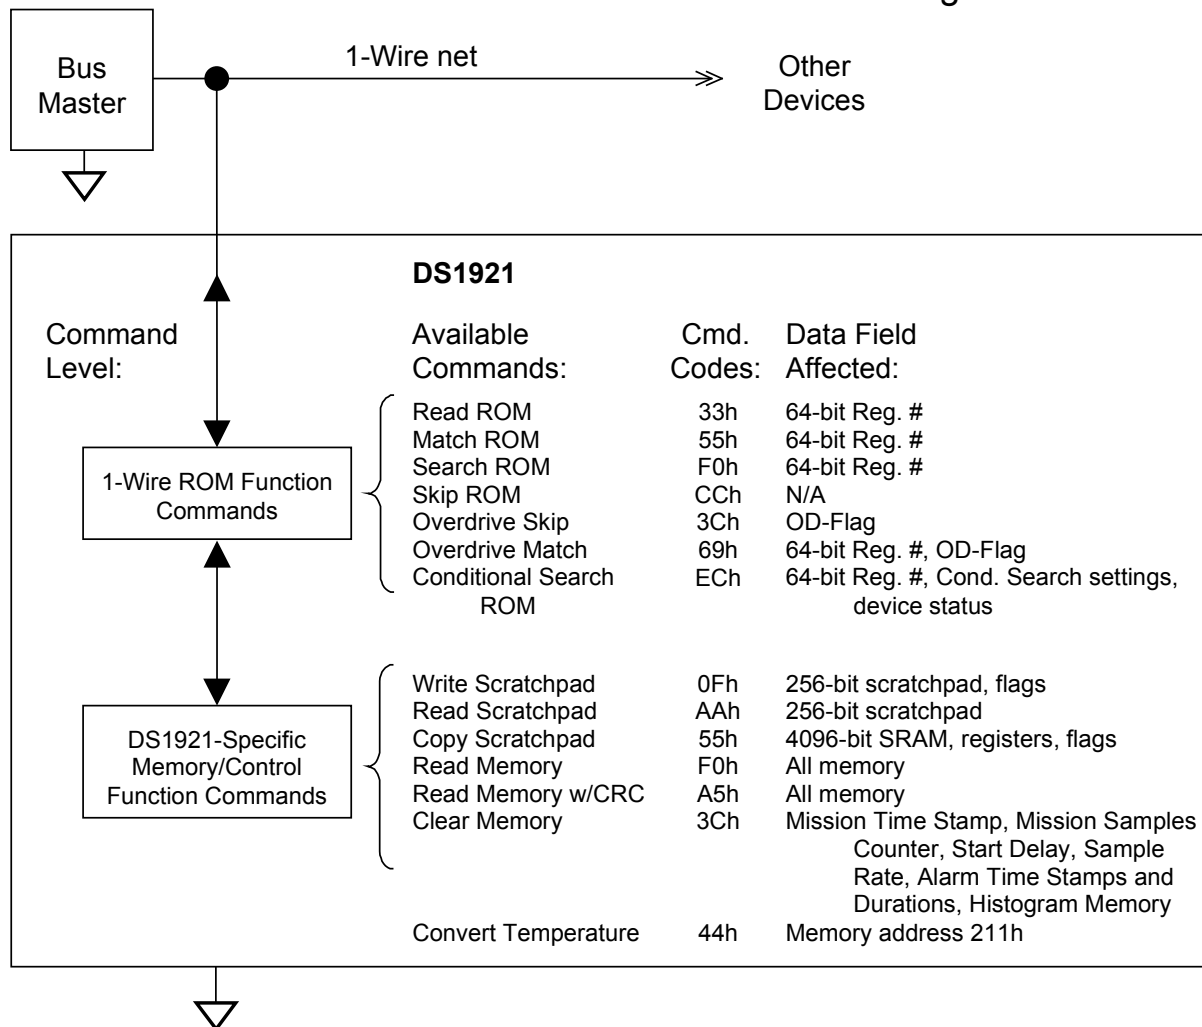 1-Wire net
Bus
Master
Other
Devices
DS1921
Command
Level:
Available
Commands:
Cmd.
Codes:
Data Field
Affected:
1-Wire ROM Function
Commands
Read ROM 33h 64-bit Reg. #
Match ROM 55h 64-bit Reg. #
Search ROM F0h 64-bit Reg. #
Skip ROM CCh N/A
Overdrive Skip 3Ch OD-Flag
Overdrive Match 69h 64-bit Reg. #, OD-Flag
Conditional Search ECh 64-bit Reg. #, Cond. Search settings,
ROM device status
DS1921-Specific
Memory/Control
Function Commands
Write Scratchpad 0Fh 256-bit scratchpad, flags
Read Scratchpad AAh 256-bit scratchpad
Copy Scratchpad 55h 4096-bit SRAM, registers, flags
Read Memory F0h All memory
Read Memory w/CRC A5h All memory
Clear Memory 3Ch Mission Time Stamp, Mission Samples
Counter, Start Delay, Sample
Rate, Alarm Time Stamps and
Durations, Histogram Memory
Convert Temperature 44h Memory address 211h